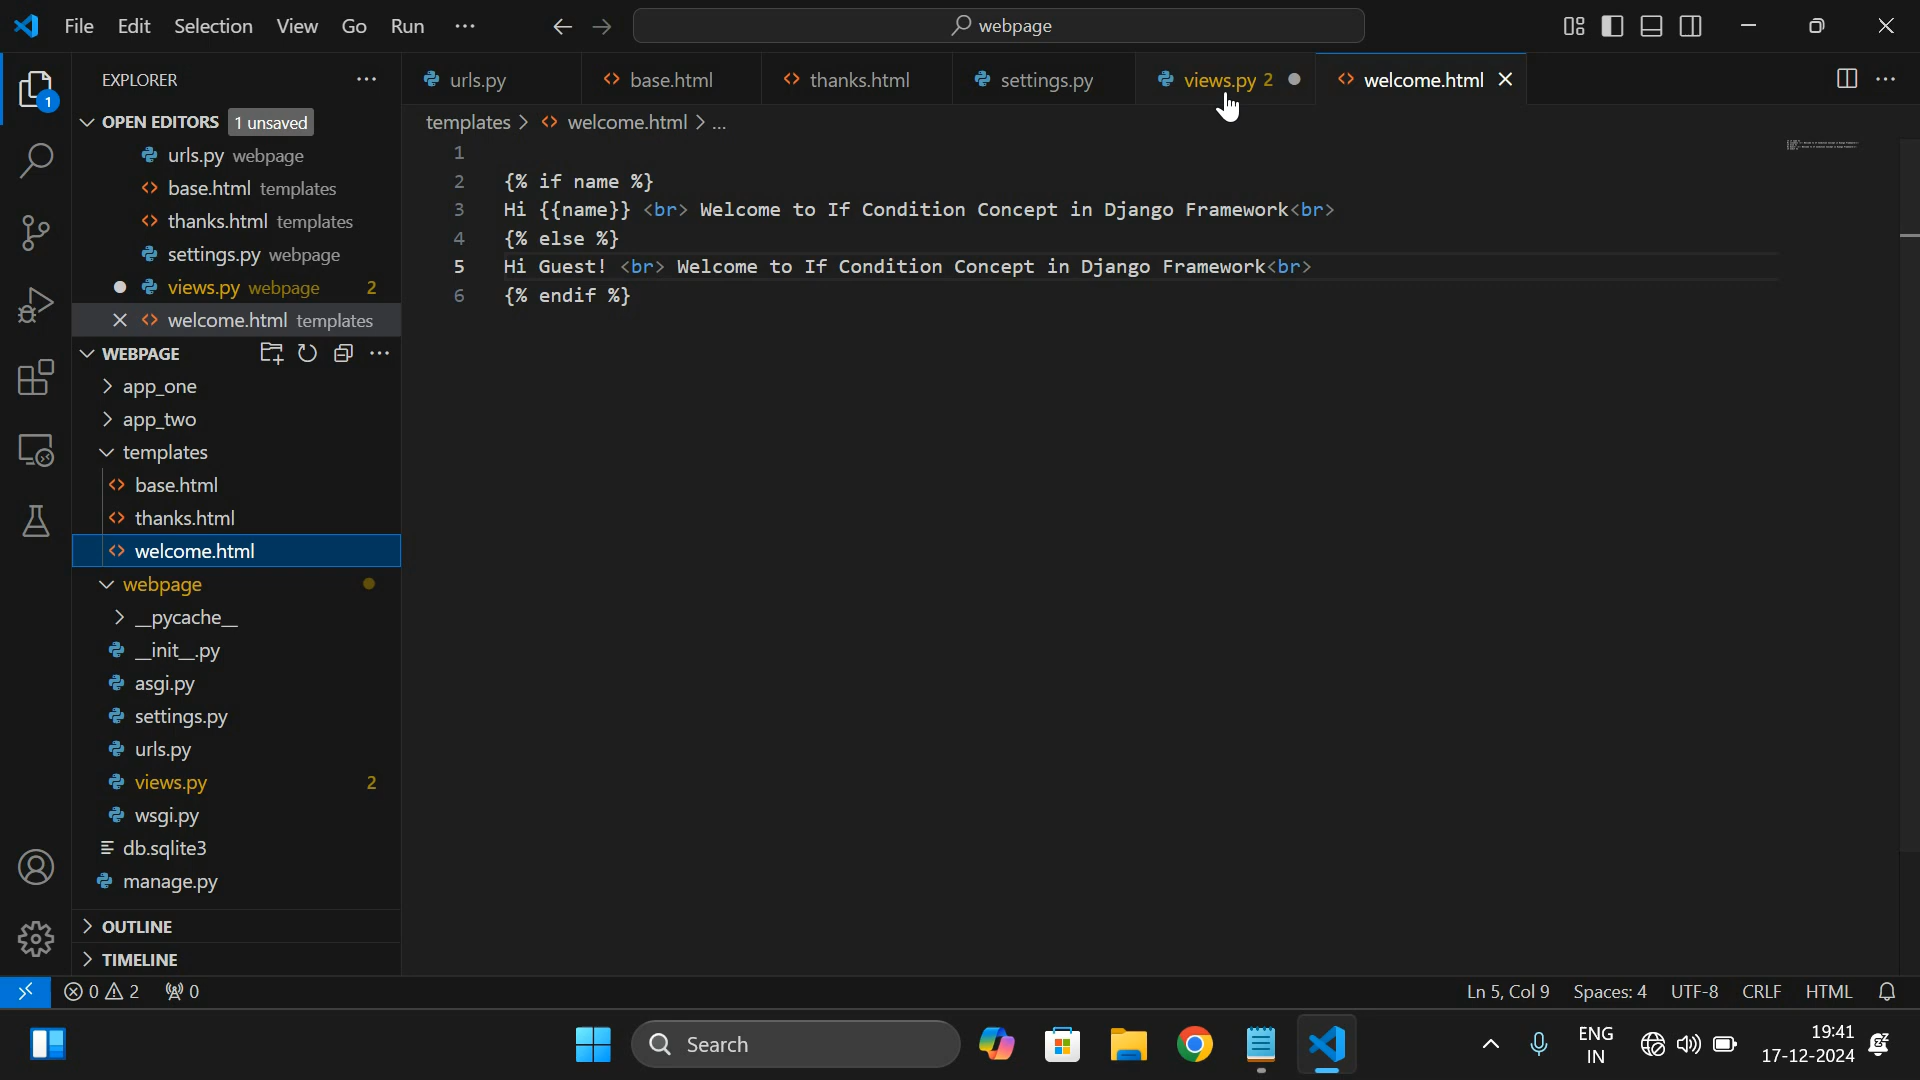 File Edit Selection View Go Run ··· webpage
EXPLORER ···
urls.py base.html thanks.html settings.py views.py 2 welcome.html ···
OPEN EDITORS 1 unsaved
templates > welcome.html > ...
urls.py webpage
base.html templates
thanks.html templates
settings.py webpage
views.py webpage 2
welcome.html templates
WEBPAGE ···
app_one
app_two
templates
base.html
thanks.html
welcome.html
webpage
__pycache__
__init__.py
asgi.py
settings.py
urls.py
views.py 2
wsgi.py
db.sqlite3
manage.py
OUTLINE
TIMELINE
1
1
2 {% if name %}
3 Hi {{name}} <br> Welcome to If Condition Concept in Django Framework<br>
4 {% else %}
5 Hi Guest! <br> Welcome to If Condition Concept in Django Framework<br>
6 {% endif %}
0 2 0 Ln 5, Col 9 Spaces: 4 UTF-8 CRLF HTML
Search
ENG
IN
19:41
17-12-2024